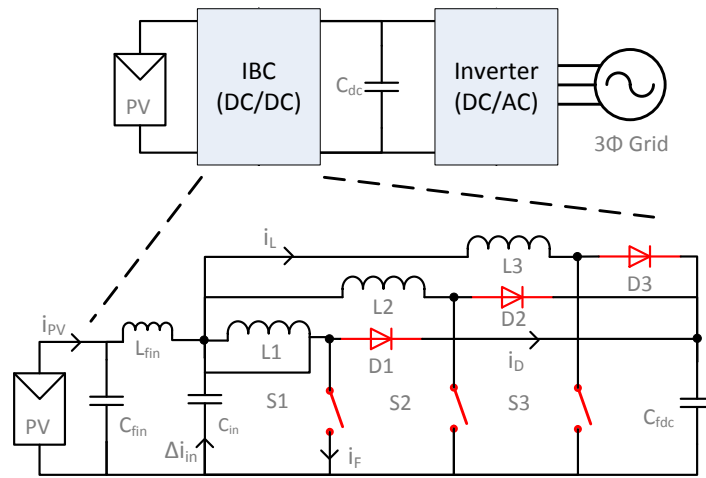 PV
IBC
(DC/DC)
Cdc
Inverter
(DC/AC)
3Φ Grid
iL
L3
D3
L2
D2
iPV
Lfin
L1
D1
iD
PV
Cfin
Δiin
Cin
S1
S2
S3
iF
Cfdc